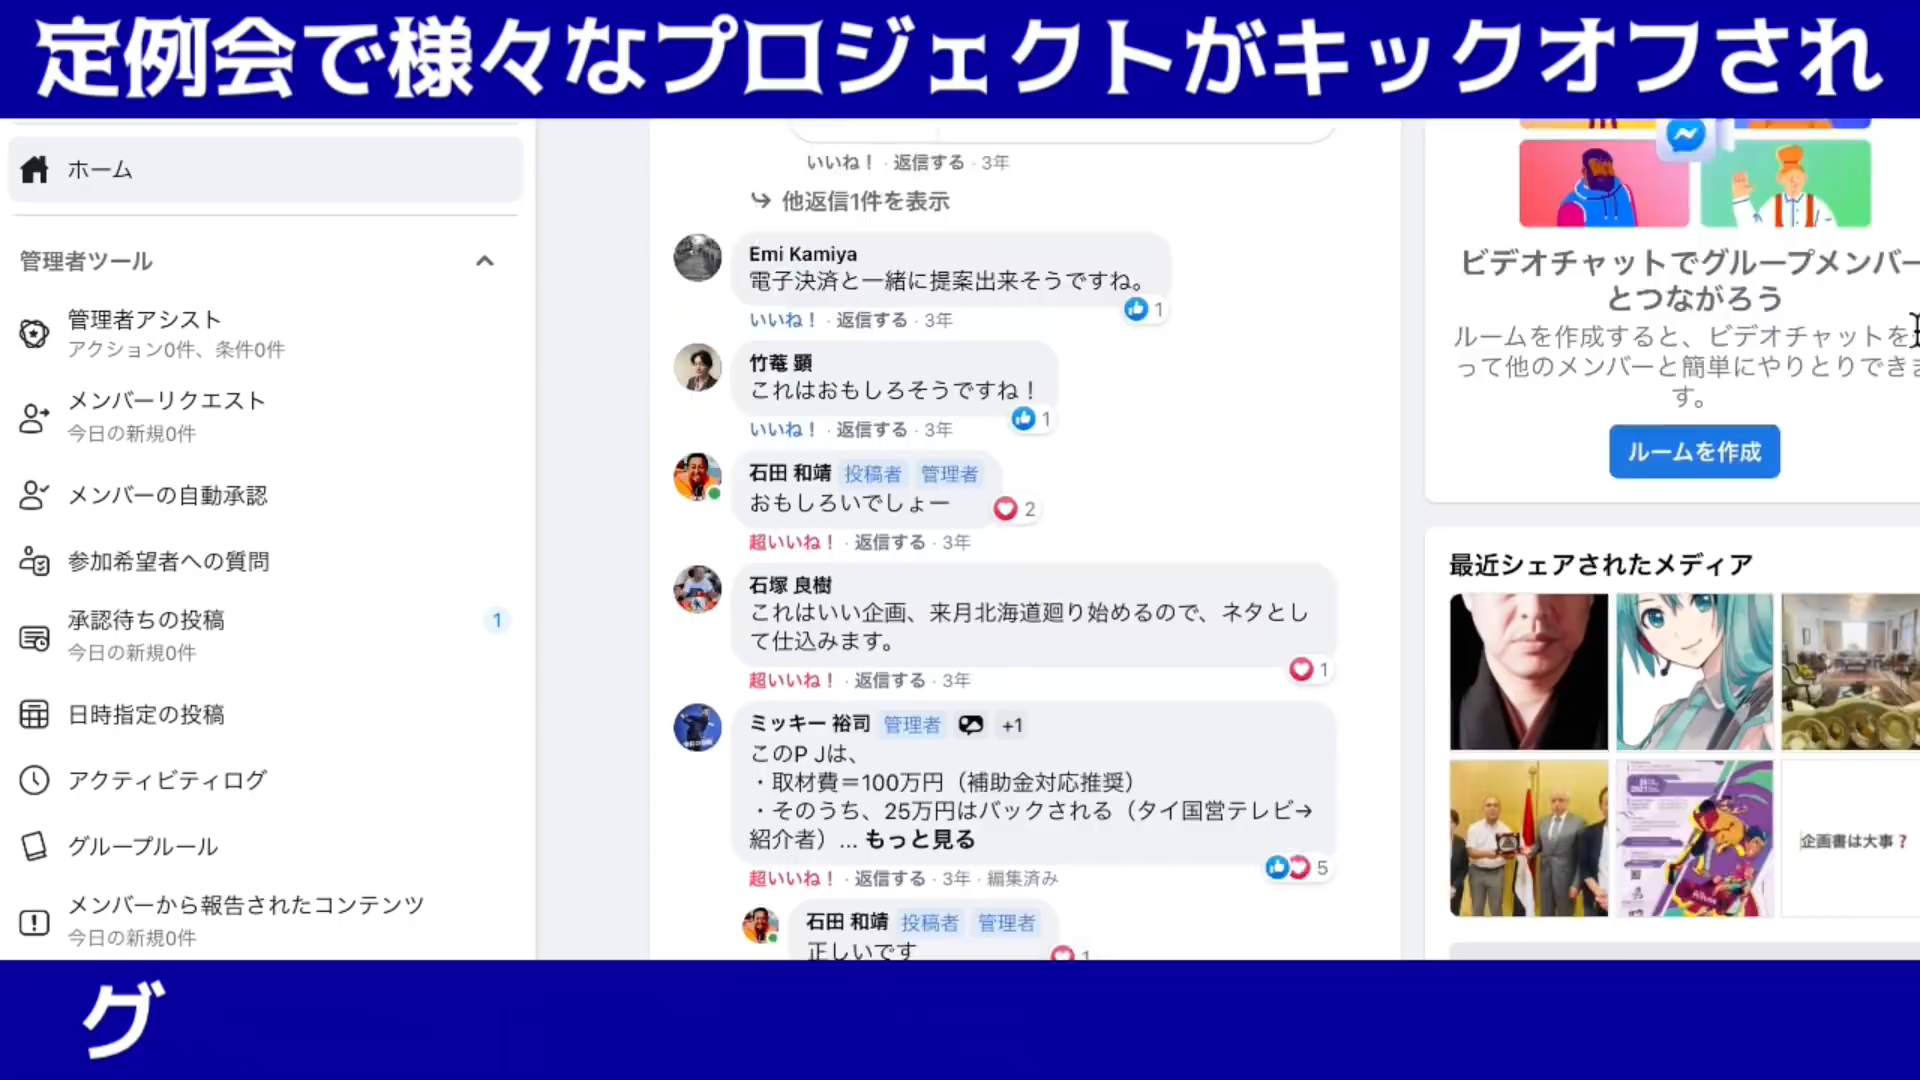 定例会で様々なプロジェクトがキックオフされ
ホーム
管理者ツール
管理者アシスト
アクション0件、条件0件
メンバーリクエスト
今日の新規0件
メンバーの自動承認
参加希望者への質問
承認待ちの投稿
1
今日の新規0件
日時指定の投稿
アクティビティログ
グループルール
メンバーから報告されたコンテンツ
今日の新規0件
いいね！ · 返信する · 3年
他返信1件を表示
Emi Kamiya
電子決済と一緒に提案出来そうですね。
1
いいね！ · 返信する · 3年
竹菴 顕
これはおもしろそうですね！
1
いいね！ · 返信する · 3年
石田 和靖 投稿者 管理者
おもしろいでしょー
2
超いいね！ · 返信する · 3年
石塚 良樹
これはいい企画、来月北海道廻り始めるので、ネタとし
て仕込みます。
1
超いいね！ · 返信する · 3年
ミッキー 裕司 管理者 +1
このP Jは、
・取材費＝100万円（補助金対応推奨）
・そのうち、25万円はバックされる（タイ国営テレビ→
紹介者）... もっと見る
5
超いいね！ · 返信する · 3年 · 編集済み
石田 和靖 投稿者 管理者
正しいです
1
ビデオチャットでグループメンバー
とつながろう
ルームを作成すると、ビデオチャットを
って他のメンバーと簡単にやりとりできま
す。
ルームを作成
最近シェアされたメディア
企画書は大事？
グ